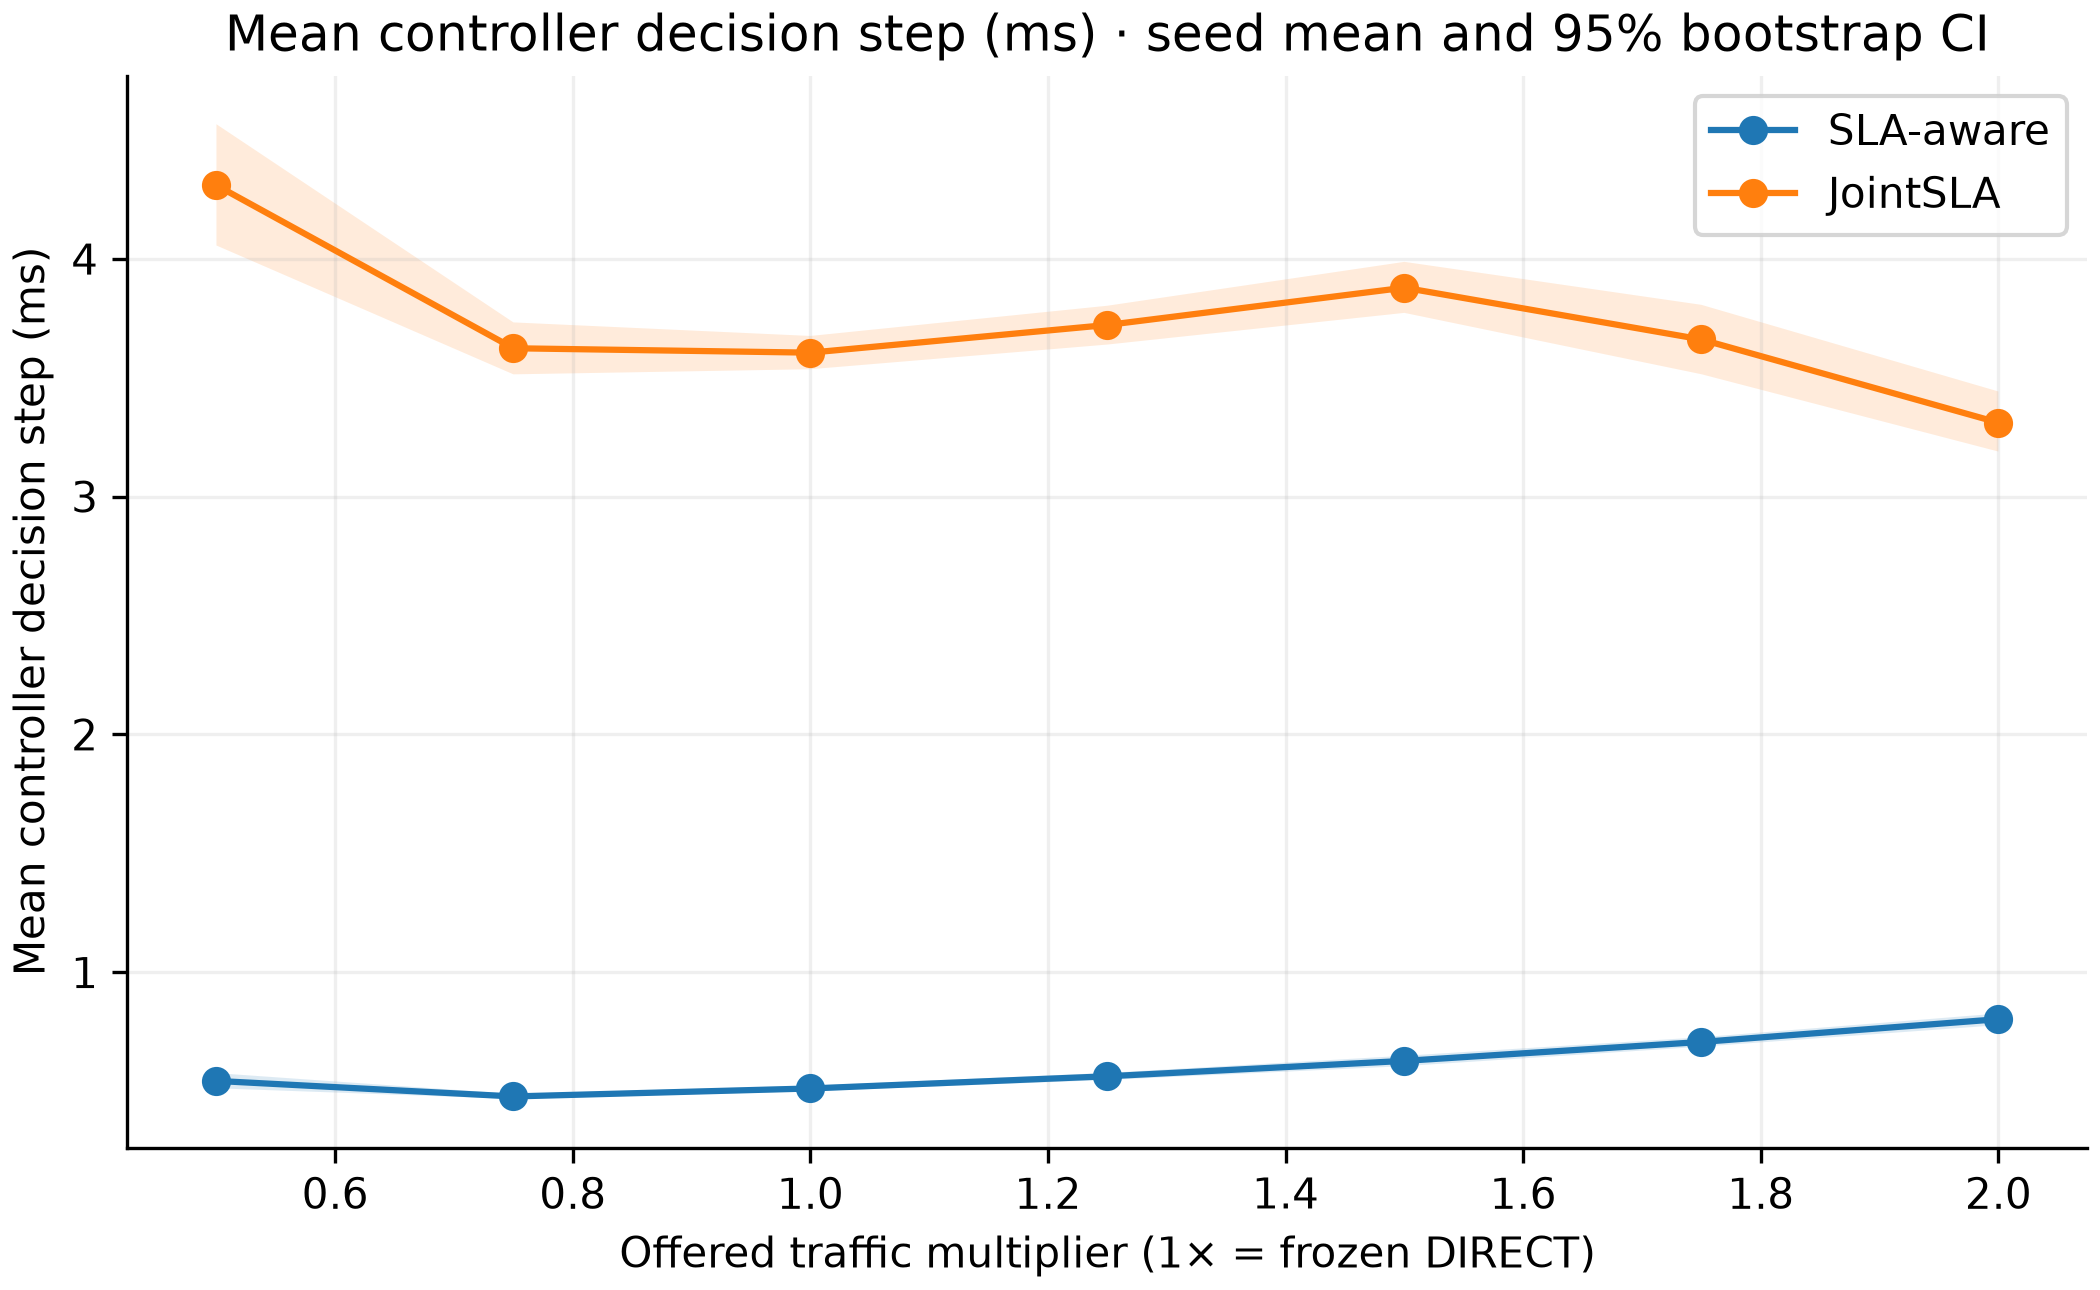 Mean controller decision step (ms) · seed mean and 95% bootstrap CI
SLA-aware
JointSLA
Mean controller decision step (ms)
4
3
2
1
0.6 0.8 1.0 1.2 1.4 1.6 1.8 2.0
Offered traffic multiplier (1× = frozen DIRECT)